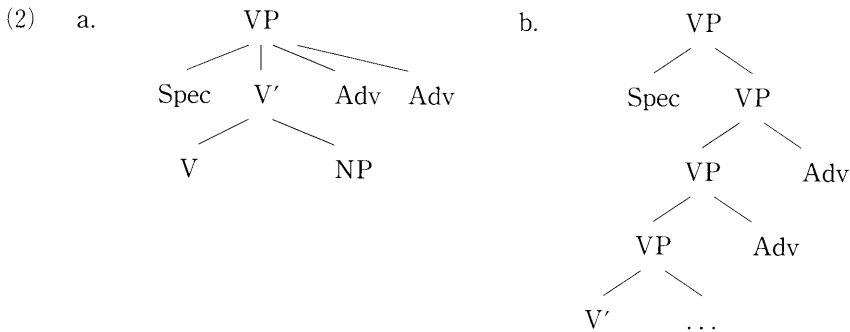 (2) a. VP b. VP
Spec V′ Adv Adv Spec VP
V NP VP Adv
VP Adv
V′ ...